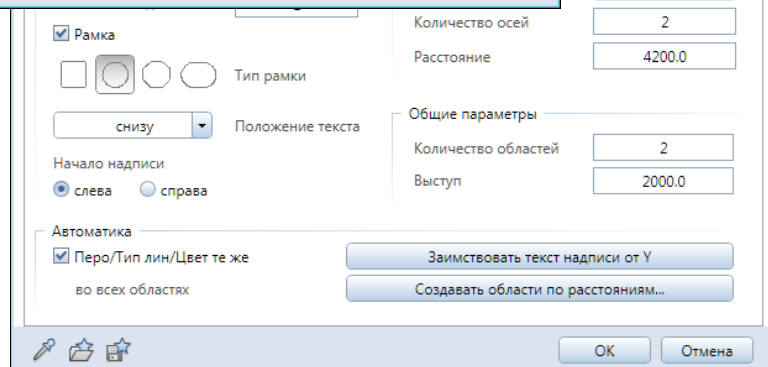 Рамка
Тип рамки
снизу
Положение текста
Начало надписи
слева
справа
Количество осей
2
Расстояние
4200.0
Общие параметры
Количество областей
2
Выступ
2000.0
Автоматика
Перо/Тип лин/Цвет те же
во всех областях
Заимствовать текст надписи от Y
Создавать области по расстояниям...
OK
Отмена